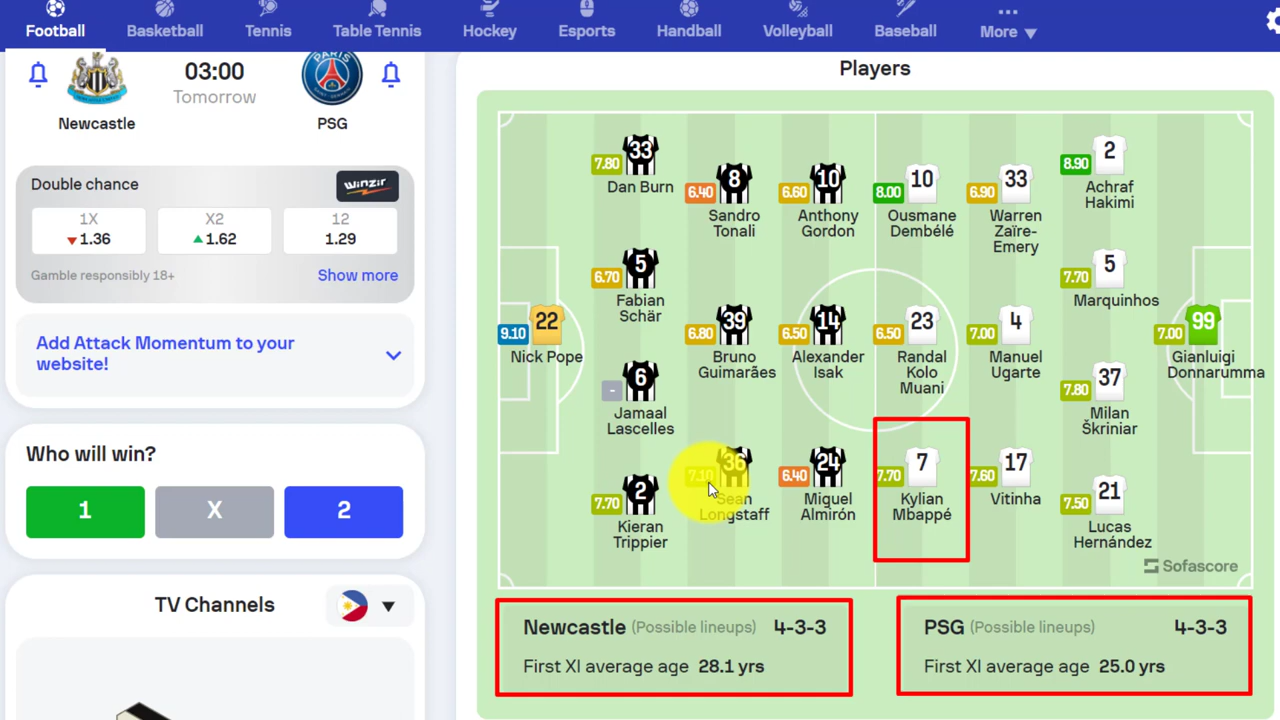 Football
Basketball
Tennis
Table Tennis
Hockey
Esports
Handball
Volleyball
Baseball
More ▼
03:00
Tomorrow
PARIS
Newcastle
PSG
Double chance
WINZIR
1X
1.36
X2
1.62
12
1.29
Gamble responsibly 18+
Show more
Add Attack Momentum to your
website!
Who will win?
1
X
2
TV Channels
Players
9.10
22
Nick Pope
7.80
33
Dan Burn
6.70
5
Fabian
Schär
-
6
Jamaal
Lascelles
7.70
2
Kieran
Trippier
6.40
8
Sandro
Tonali
6.80
39
Bruno
Guimarães
7.10
36
Sean
Longstaff
6.60
10
Anthony
Gordon
6.50
14
Alexander
Isak
6.40
24
Miguel
Almirón
8.00
10
Ousmane
Dembélé
6.50
23
Randal
Kolo
Muani
7.70
7
Kylian
Mbappé
6.90
33
Warren
Zaïre-
Emery
7.00
4
Manuel
Ugarte
7.60
17
Vitinha
8.90
2
Achraf
Hakimi
7.70
5
Marquinhos
7.80
37
Milan
Škriniar
7.50
21
Lucas
Hernández
7.00
99
Gianluigi
Donnarumma
Sofascore
Newcastle (Possible lineups) 4-3-3
First XI average age 28.1 yrs
PSG (Possible lineups) 4-3-3
First XI average age 25.0 yrs